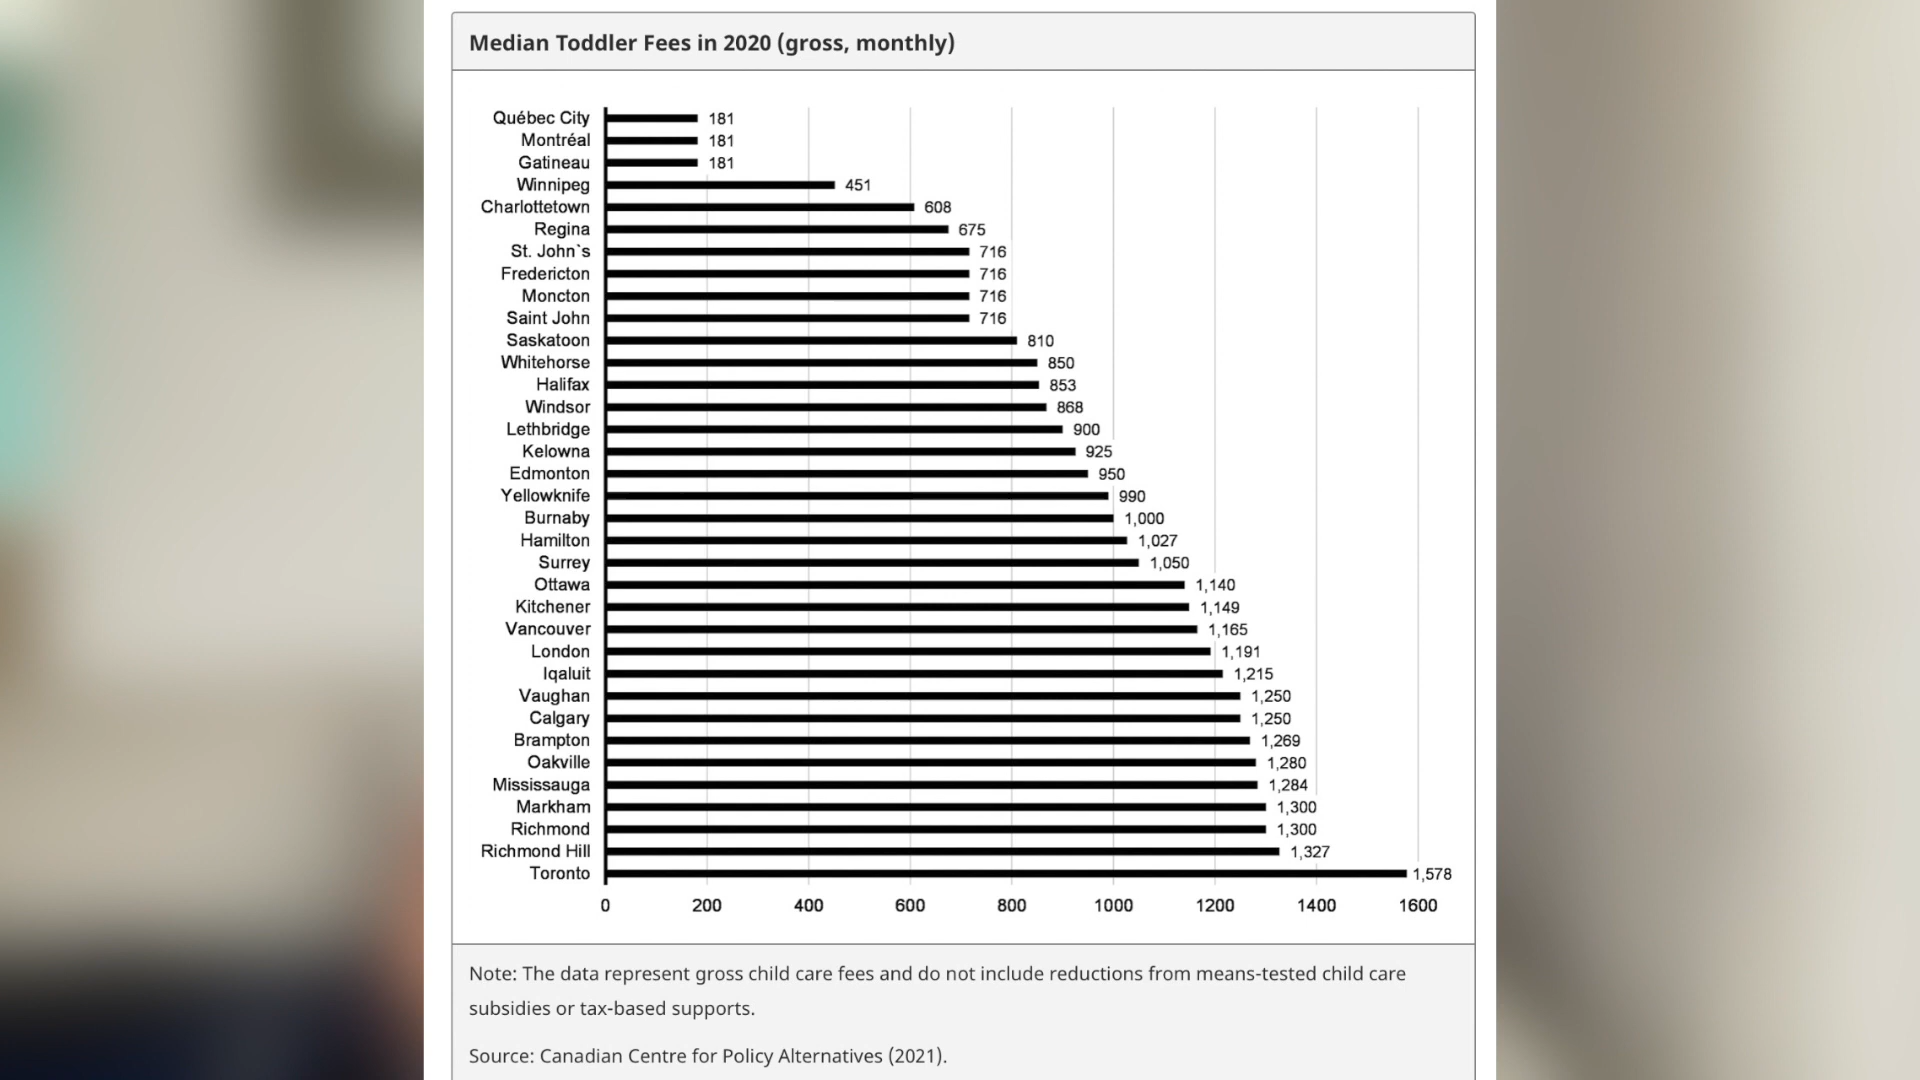 Median Toddler Fees in 2020 (gross, monthly)
Québec City 181
Montréal 181
Gatineau 181
Winnipeg 451
Charlottetown 608
Regina 675
St. John`s 716
Fredericton 716
Moncton 716
Saint John 716
Saskatoon 810
Whitehorse 850
Halifax 853
Windsor 868
Lethbridge 900
Kelowna 925
Edmonton 950
Yellowknife 990
Burnaby 1,000
Hamilton 1,027
Surrey 1,050
Ottawa 1,140
Kitchener 1,149
Vancouver 1,165
London 1,191
Iqaluit 1,215
Vaughan 1,250
Calgary 1,250
Brampton 1,269
Oakville 1,280
Mississauga 1,284
Markham 1,300
Richmond 1,300
Richmond Hill 1,327
Toronto 1,578
0 200 400 600 800 1000 1200 1400 1600
Note: The data represent gross child care fees and do not include reductions from means-tested child care
subsidies or tax-based supports.
Source: Canadian Centre for Policy Alternatives (2021).